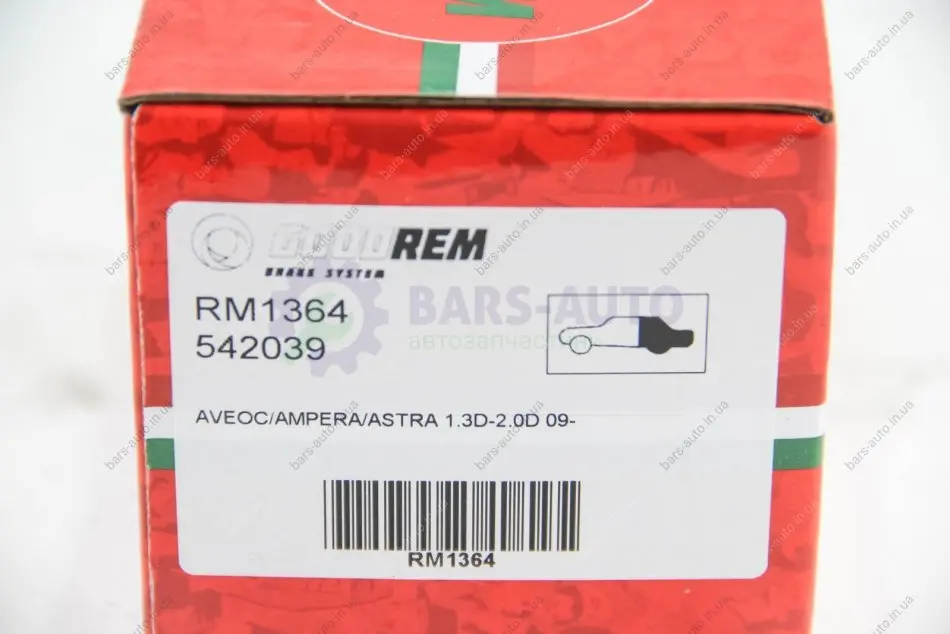 GOODREM
BRAKE SYSTEM
RM1364
542039
BARS-AUTO
автозапчастини
AVEOC/AMPERA/ASTRA 1.3D-2.0D 09-
RM1364
bars-auto.in.ua